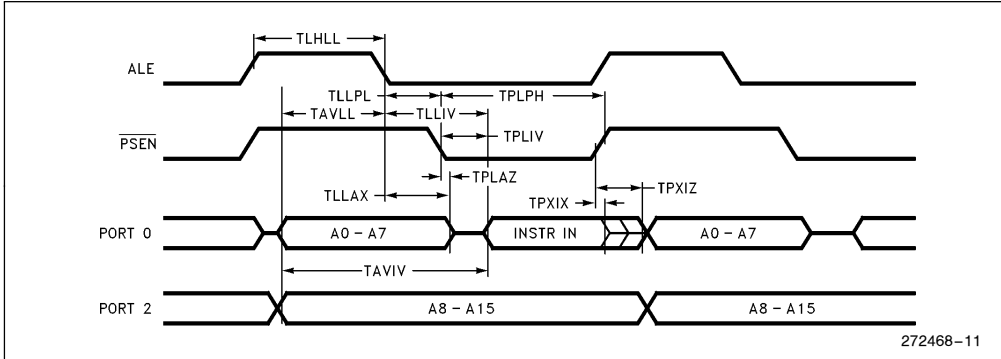 TLHLL
ALE
TLLPL TPLPH
TAVLL TLLIV
PSEN TPLIV
TPLAZ
TLLAX TPXIZ
TPXIX
PORT 0 A0 – A7 INSTR IN A0 – A7
TAVIV
PORT 2 A8 – A15 A8 – A15
272468–11